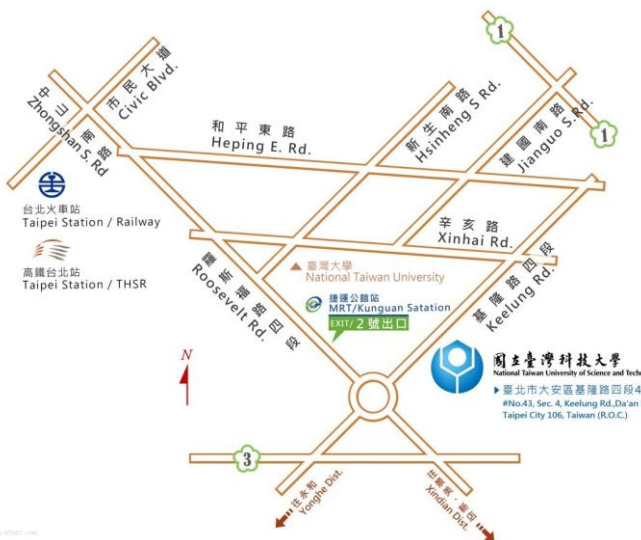 1
市民大道
Civic Blvd.
中山南路
Zhongshan S. Rd
和平東路
Heping E. Rd.
新生南路
Hsinheng S Rd.
建國南路
Jianguo S.Rd.
1
台北火車站
Taipei Station / Railway
高鐵台北站
Taipei Station / THSR
辛亥路
Xinhai Rd.
羅斯福路四段
Roosevelt Rd.
臺灣大學
National Taiwan University
捷運公館站
MRT/Kunguan Satation
EXIT/ 2 號出口
基隆路四段
Keelung Rd.
N
國立臺灣科技大學
National Taiwan University of Science and Techn
臺北市大安區基隆路四段4
#No.43, Sec. 4, Keelung Rd.,Da'an
Taipei City 106, Taiwan (R.O.C.)
3
往永和
Yonghe Dist.
Xindian Dist.